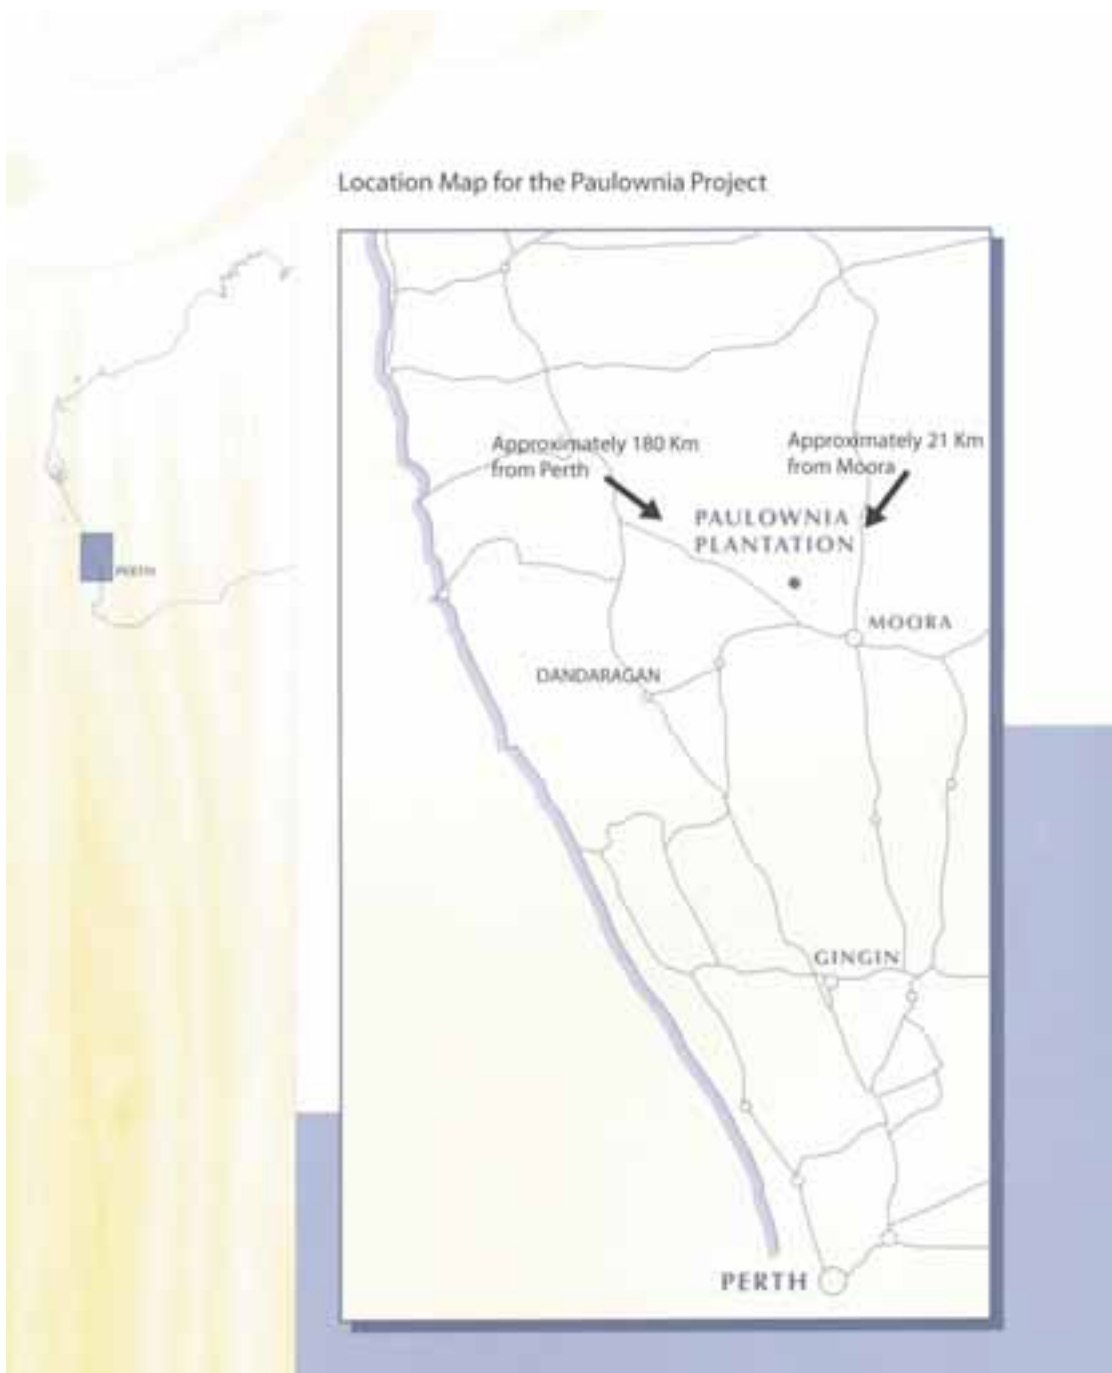 Location Map for the Paulownia Project
Approximately 180 Km
from Perth
Approximately 21 Km
from Moora
PAULOWNIA
PLANTATION
PERTH
MOORA
DANDARAGAN
GINGIN
PERTH